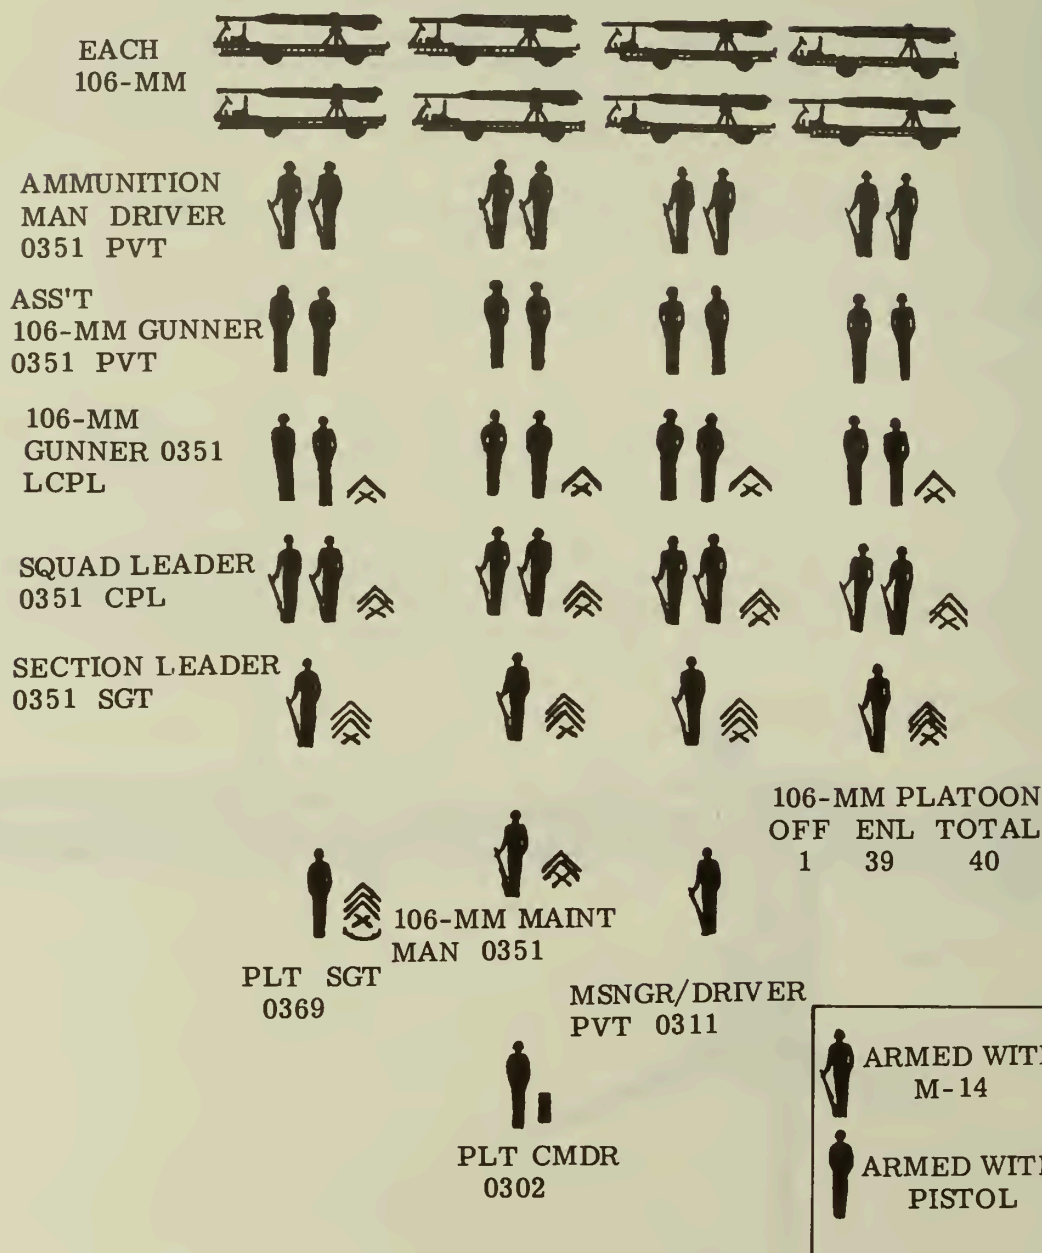 EACH
106-MM
AMMUNITION
MAN DRIVER
0351 PVT
ASS'T
106-MM GUNNER
0351 PVT
106-MM
GUNNER 0351
LCPL
SQUAD LEADER
0351 CPL
SECTION LEADER
0351 SGT
106-MM PLATOON
OFF ENL TOTAL
1 39 40
106-MM MAINT
MAN 0351
PLT SGT
0369
MSNGR/DRIVER
PVT 0311
PLT CMDR
0302
ARMED WITH
M-14
ARMED WITH
PISTOL